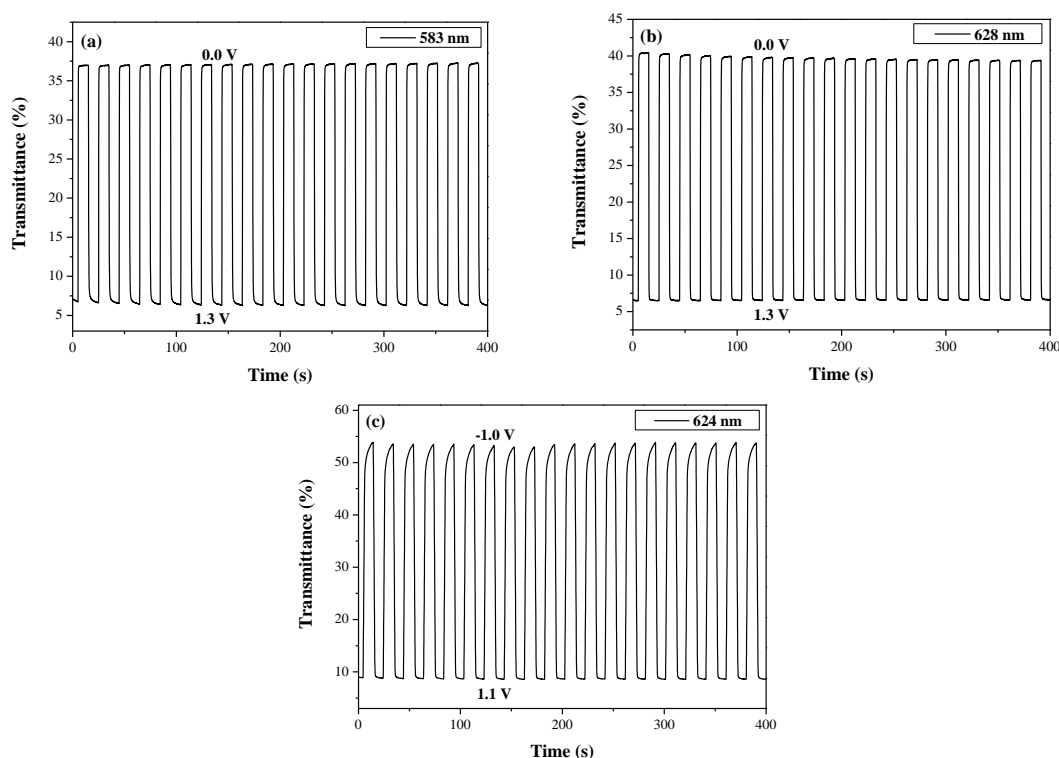 (a)
583 nm
0.0 V
1.3 V
40
35
30
25
20
15
10
5
0
100
200
300
400
Transmittance (%)
Time (s)
(b)
628 nm
0.0 V
1.3 V
45
40
35
30
25
20
15
10
5
0
100
200
300
400
Transmittance (%)
Time (s)
(c)
624 nm
-1.0 V
1.1 V
60
50
40
30
20
10
0
100
200
300
400
Transmittance (%)
Time (s)